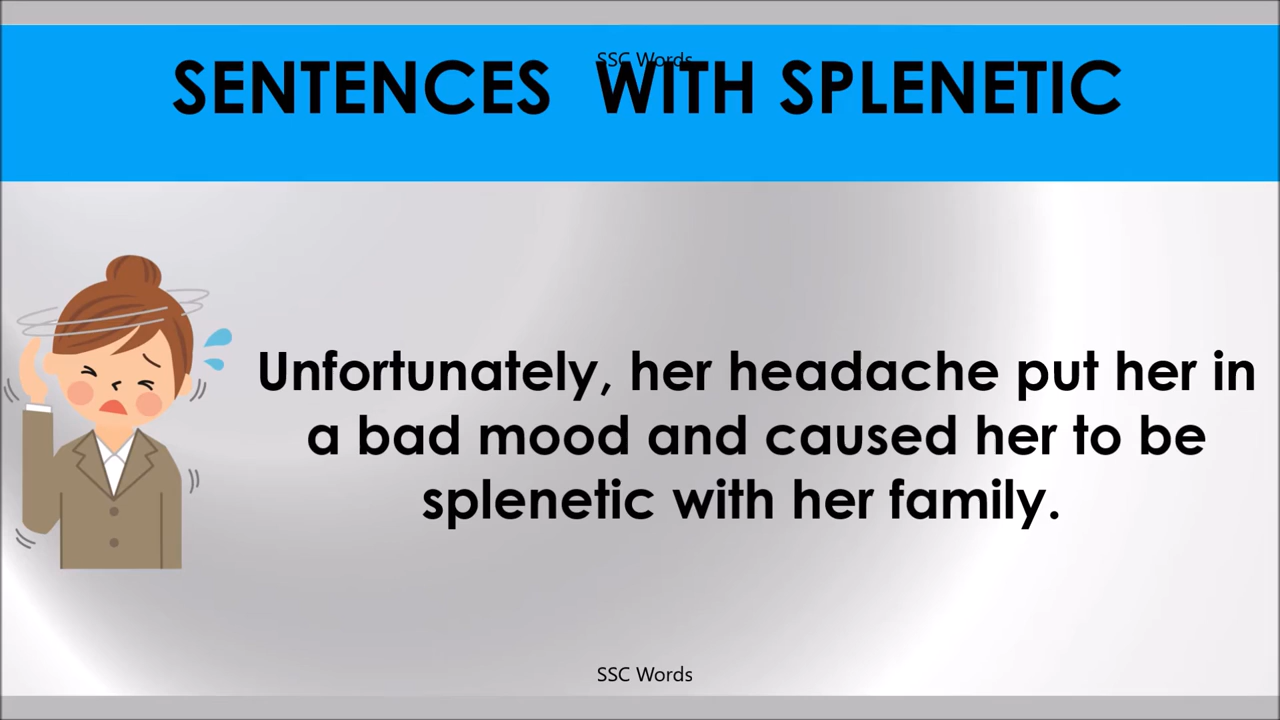 SSC Words
SENTENCES WITH SPLENETIC
Unfortunately, her headache put her in
a bad mood and caused her to be
splenetic with her family.
SSC Words